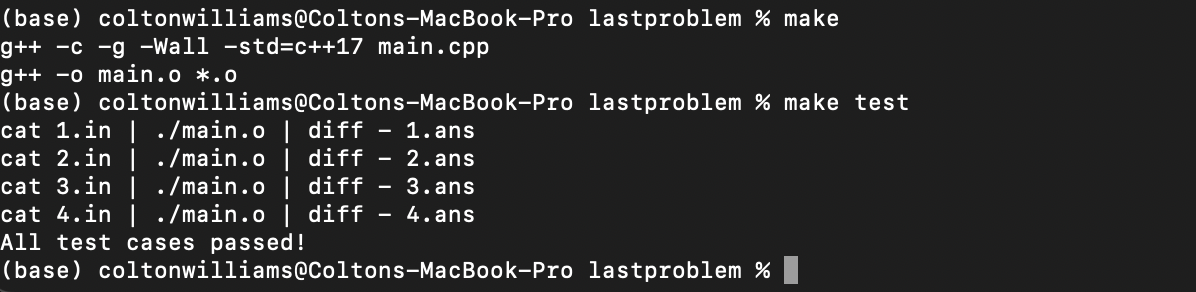 (base) coltonwilliams@Coltons-MacBook-Pro lastproblem % make
g++ -c -g -Wall -std=c++17 main.cpp
g++ -o main.o *.o
(base) coltonwilliams@Coltons-MacBook-Pro lastproblem % make test
cat 1.in | ./main.o | diff - 1.ans
cat 2.in | ./main.o | diff - 2.ans
cat 3.in | ./main.o | diff - 3.ans
cat 4.in | ./main.o | diff - 4.ans
All test cases passed!
(base) coltonwilliams@Coltons-MacBook-Pro lastproblem %